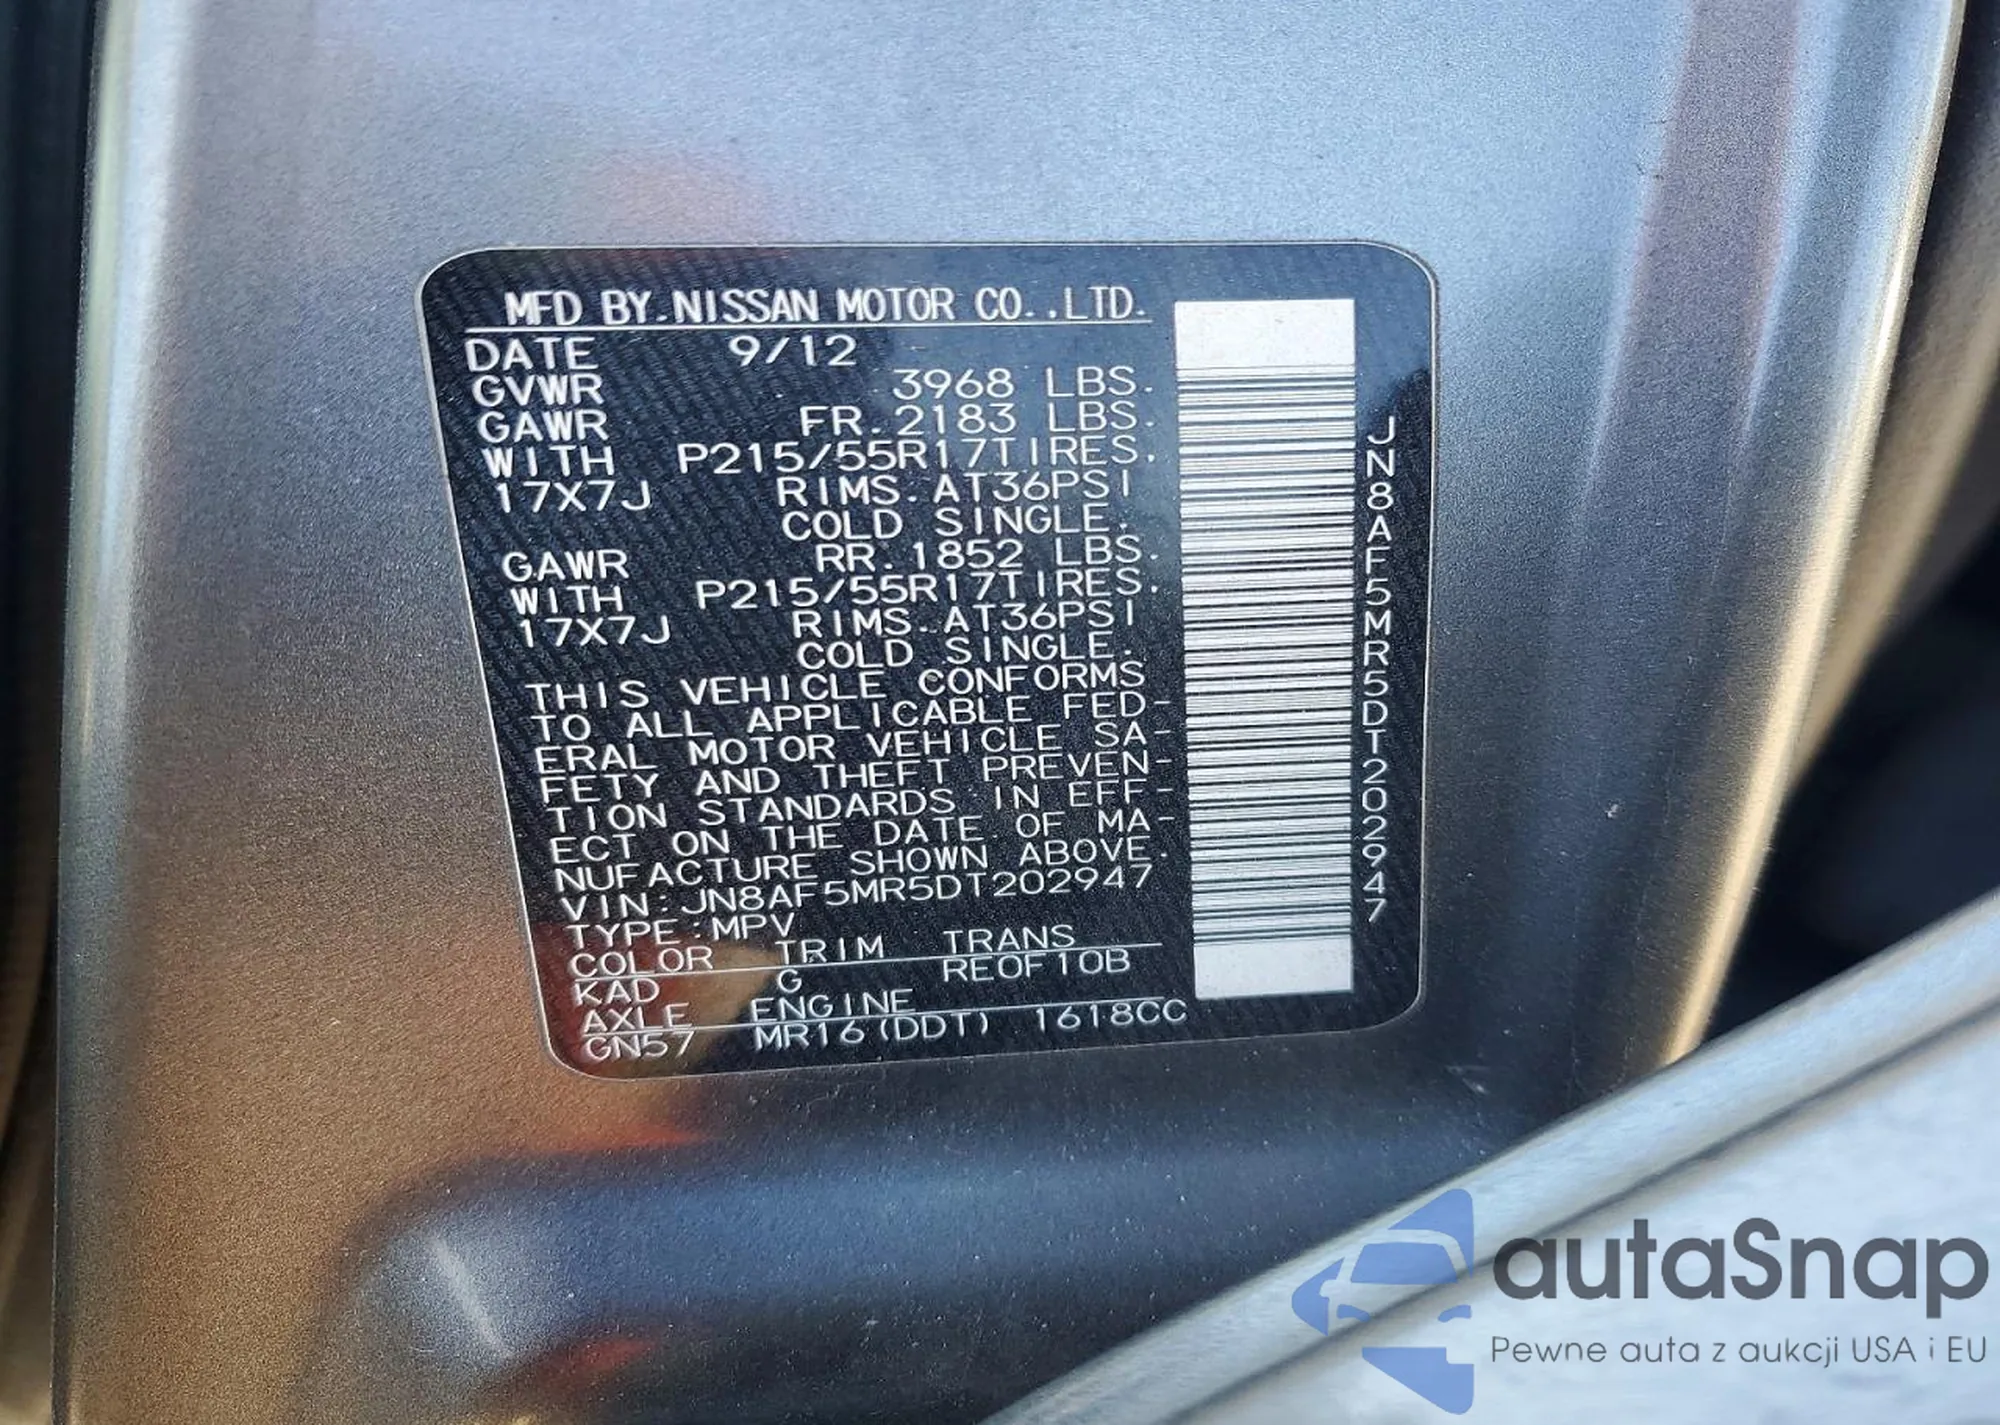 MFD BY.NISSAN MOTOR CO..LTD.
DATE 9/12
GVWR 3968 LBS.
GAWR FR.2183 LBS.
WITH P215/55R17TIRES.
17X7J RIMS.AT36PSI
COLD SINGLE.
GAWR RR.1852 LBS.
WITH P215/55R17TIRES.
17X7J RIMS.AT36PSI
COLD SINGLE.
THIS VEHICLE CONFORMS
TO ALL APPLICABLE FED-
ERAL MOTOR VEHICLE SA-
FETY AND THEFT PREVEN-
TION STANDARDS IN EFF-
ECT ON THE DATE OF MA-
NUFACTURE SHOWN ABOVE.
VIN:JN8AF5MR5DT202947
TYPE:MPV
COLOR TRIM TRANS
KAD G RE0F10B
AXLE ENGINE
GN57 MR16(DDT) 1618CC
JN8AF5MR5DT202947
autaSnap
Pewne auta z aukcji USA i EU